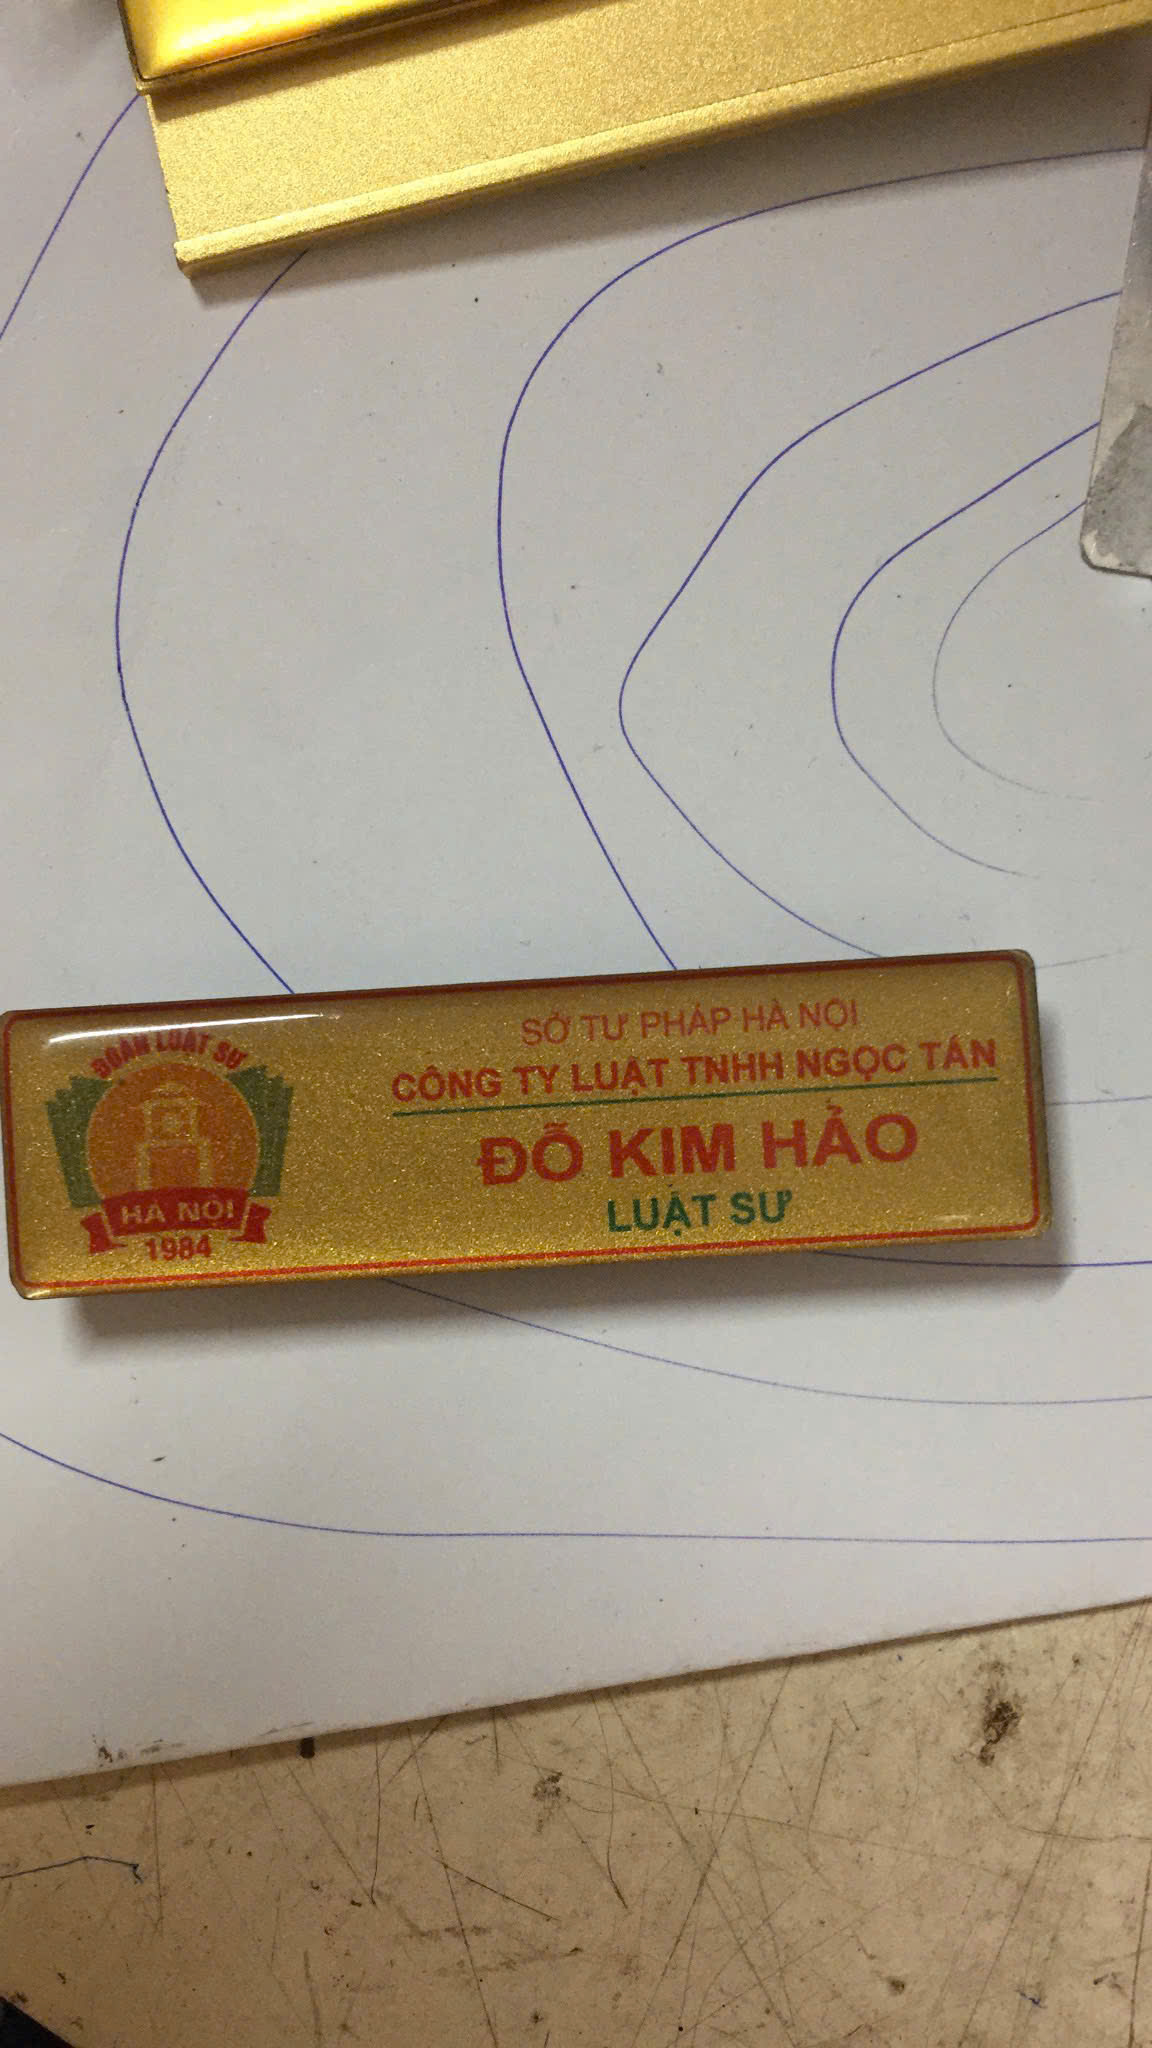 ĐOÀN LUẬT SƯ
HÀ NỘI
1984
SỞ TƯ PHÁP HÀ NỘI
CÔNG TY LUẬT TNHH NGỌC TẤN
ĐỖ KIM HẢO
LUẬT SƯ